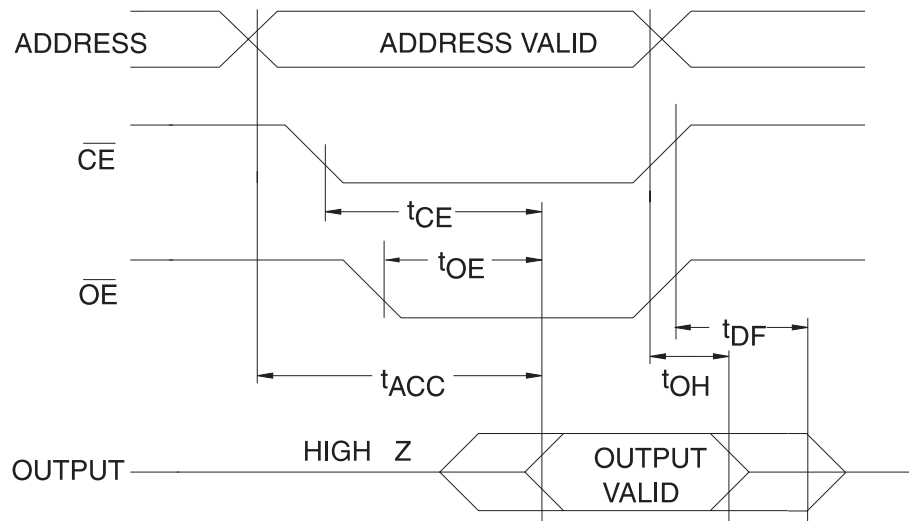 ADDRESS
ADDRESS VALID
CE
tCE
OE
tOE
tDF
tACC
tOH
OUTPUT
HIGH Z
OUTPUT
VALID